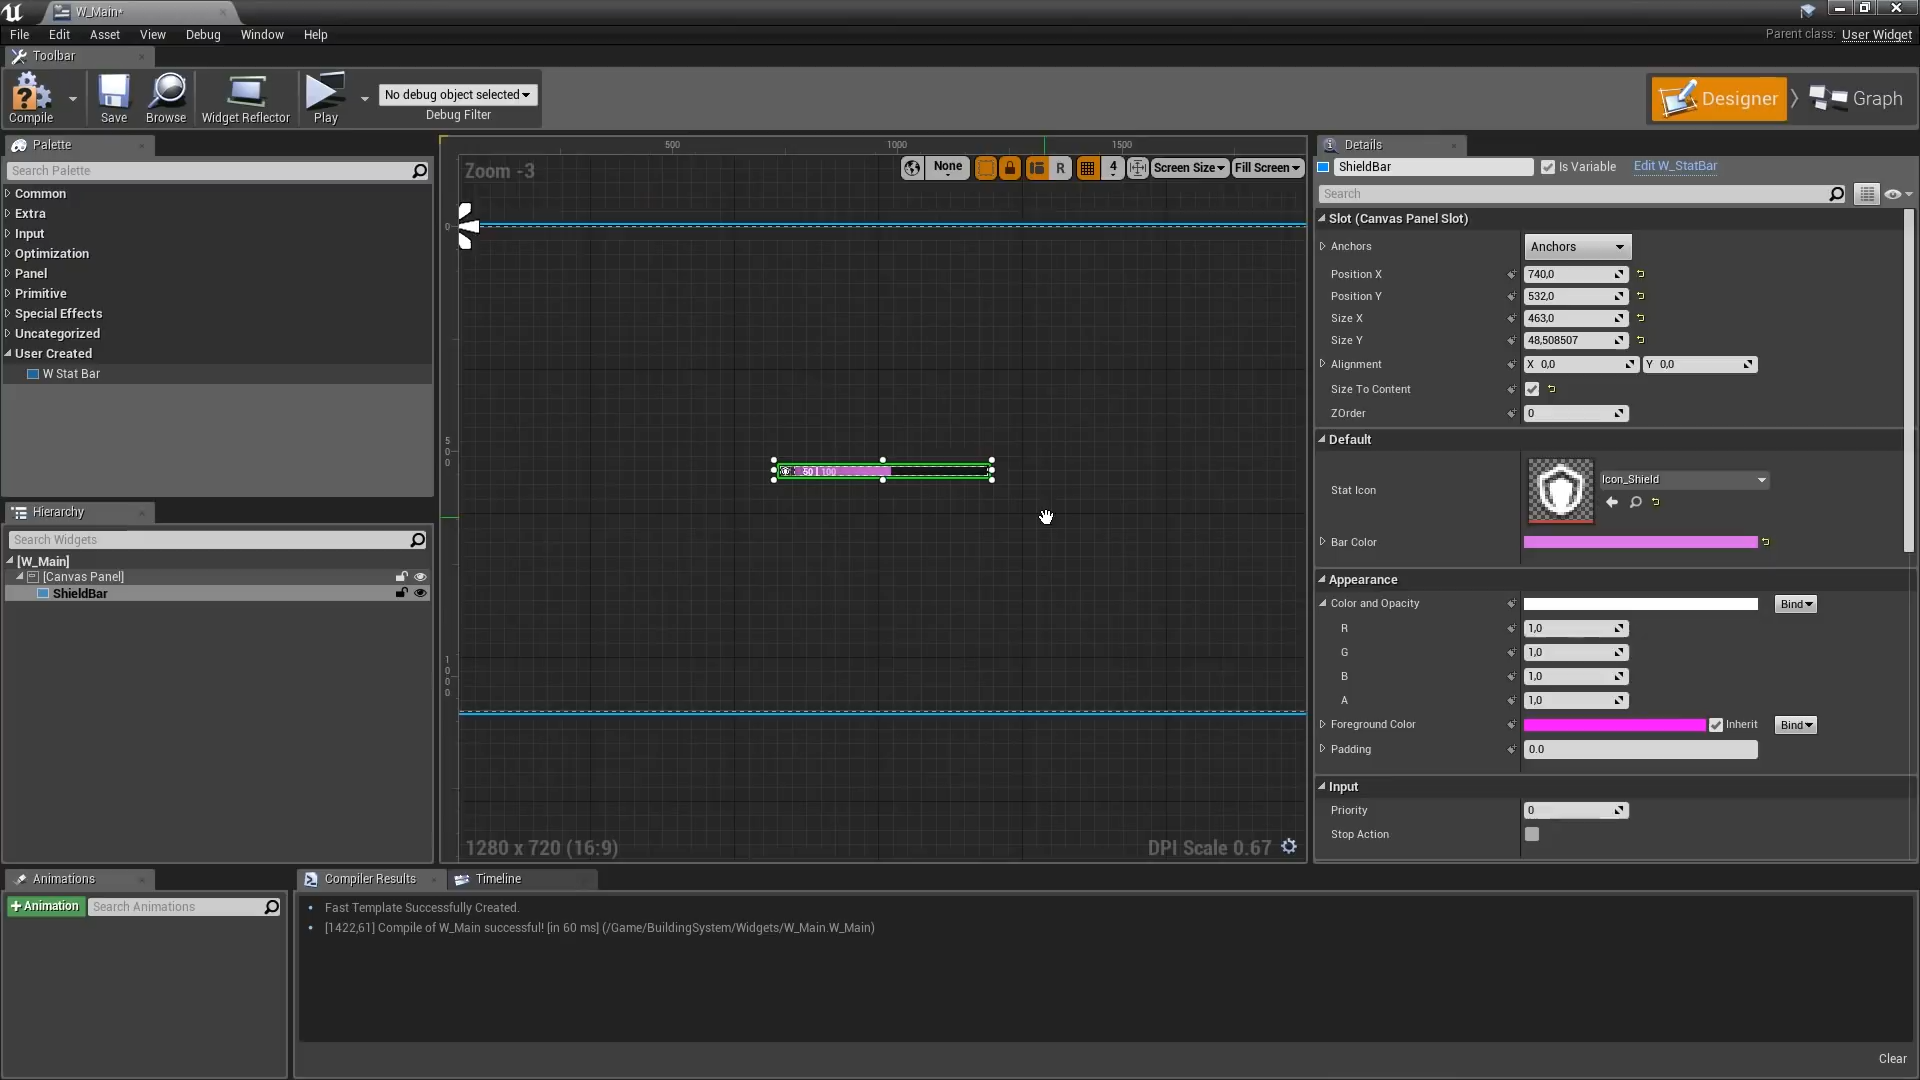 W_Main*
File Edit Asset View Debug Window Help
Parent class: User Widget
Toolbar
Compile Save Browse Widget Reflector Play
No debug object selected
Debug Filter
Designer Graph
Palette
Search Palette
Common
Extra
Input
Optimization
Panel
Primitive
Special Effects
Uncategorized
User Created
W Stat Bar
Hierarchy
Search Widgets
[W_Main]
[Canvas Panel]
ShieldBar
500 1000 1500
Zoom -3
None R 4 Screen Size Fill Screen
0
500
1000
50 | 100
1280 x 720 (16:9)
DPI Scale 0.67
Details
ShieldBar Is Variable Edit W_StatBar
Search
Slot (Canvas Panel Slot)
Anchors Anchors
Position X 740,0
Position Y 532,0
Size X 463,0
Size Y 48,508507
Alignment X 0,0 Y 0,0
Size To Content
ZOrder 0
Default
Stat Icon Icon_Shield
Bar Color
Appearance
Color and Opacity Bind
R 1,0
G 1,0
B 1,0
A 1,0
Foreground Color Inherit Bind
Padding 0.0
Input
Priority 0
Stop Action
Animations
+Animation Search Animations
Compiler Results Timeline
• Fast Template Successfully Created.
• [1422,61] Compile of W_Main successful! [in 60 ms] (/Game/BuildingSystem/Widgets/W_Main.W_Main)
Clear